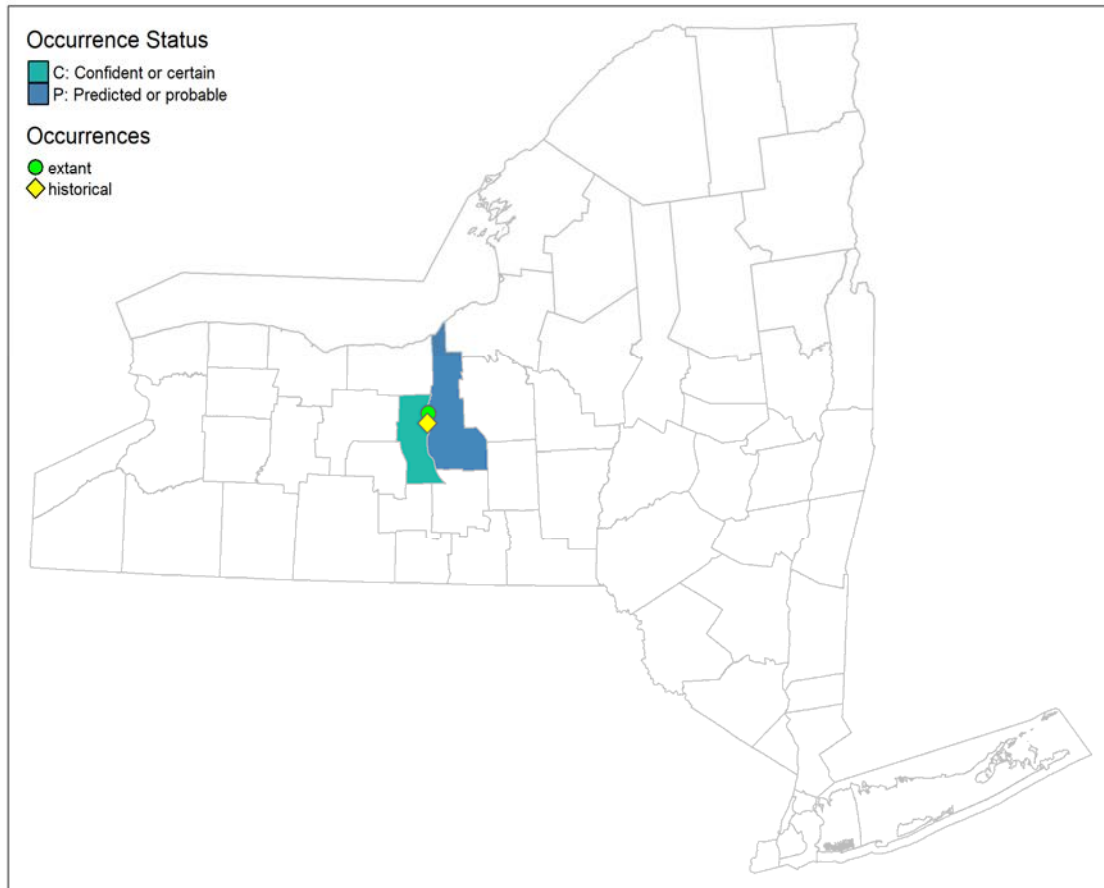 Occurrence Status
C: Confident or certain
P: Predicted or probable
Occurrences
extant
historical